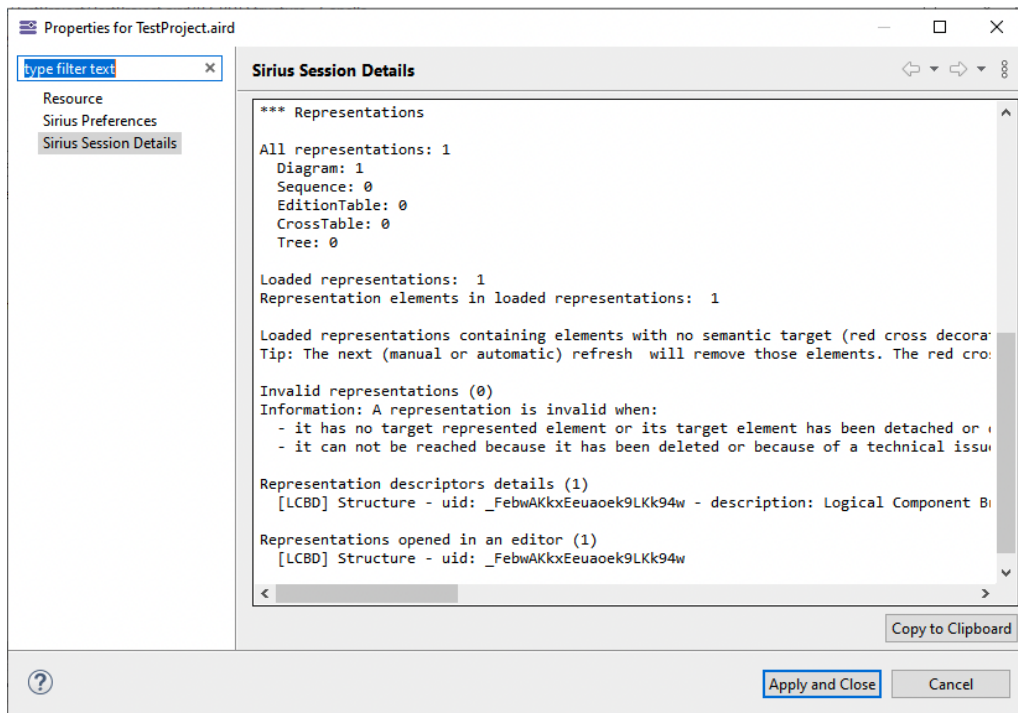 Properties for TestProject.aird
type filter text
Resource
Sirius Preferences
Sirius Session Details
Sirius Session Details
*** Representations
All representations: 1
Diagram: 1
Sequence: 0
EditionTable: 0
CrossTable: 0
Tree: 0
Loaded representations:  1
Representation elements in loaded representations:  1
Loaded representations containing elements with no semantic target (red cross decora
Tip: The next (manual or automatic) refresh  will remove those elements. The red cro
Invalid representations (0)
Information: A representation is invalid when:
- it has no target represented element or its target element has been detached or
- it can not be reached because it has been deleted or because of a technical issu
Representation descriptors details (1)
[LCBD] Structure - uid: _FebwAKkxEeuaoek9LKk94w - description: Logical Component B
Representations opened in an editor (1)
[LCBD] Structure - uid: _FebwAKkxEeuaoek9LKk94w
Copy to Clipboard
?
Apply and Close
Cancel